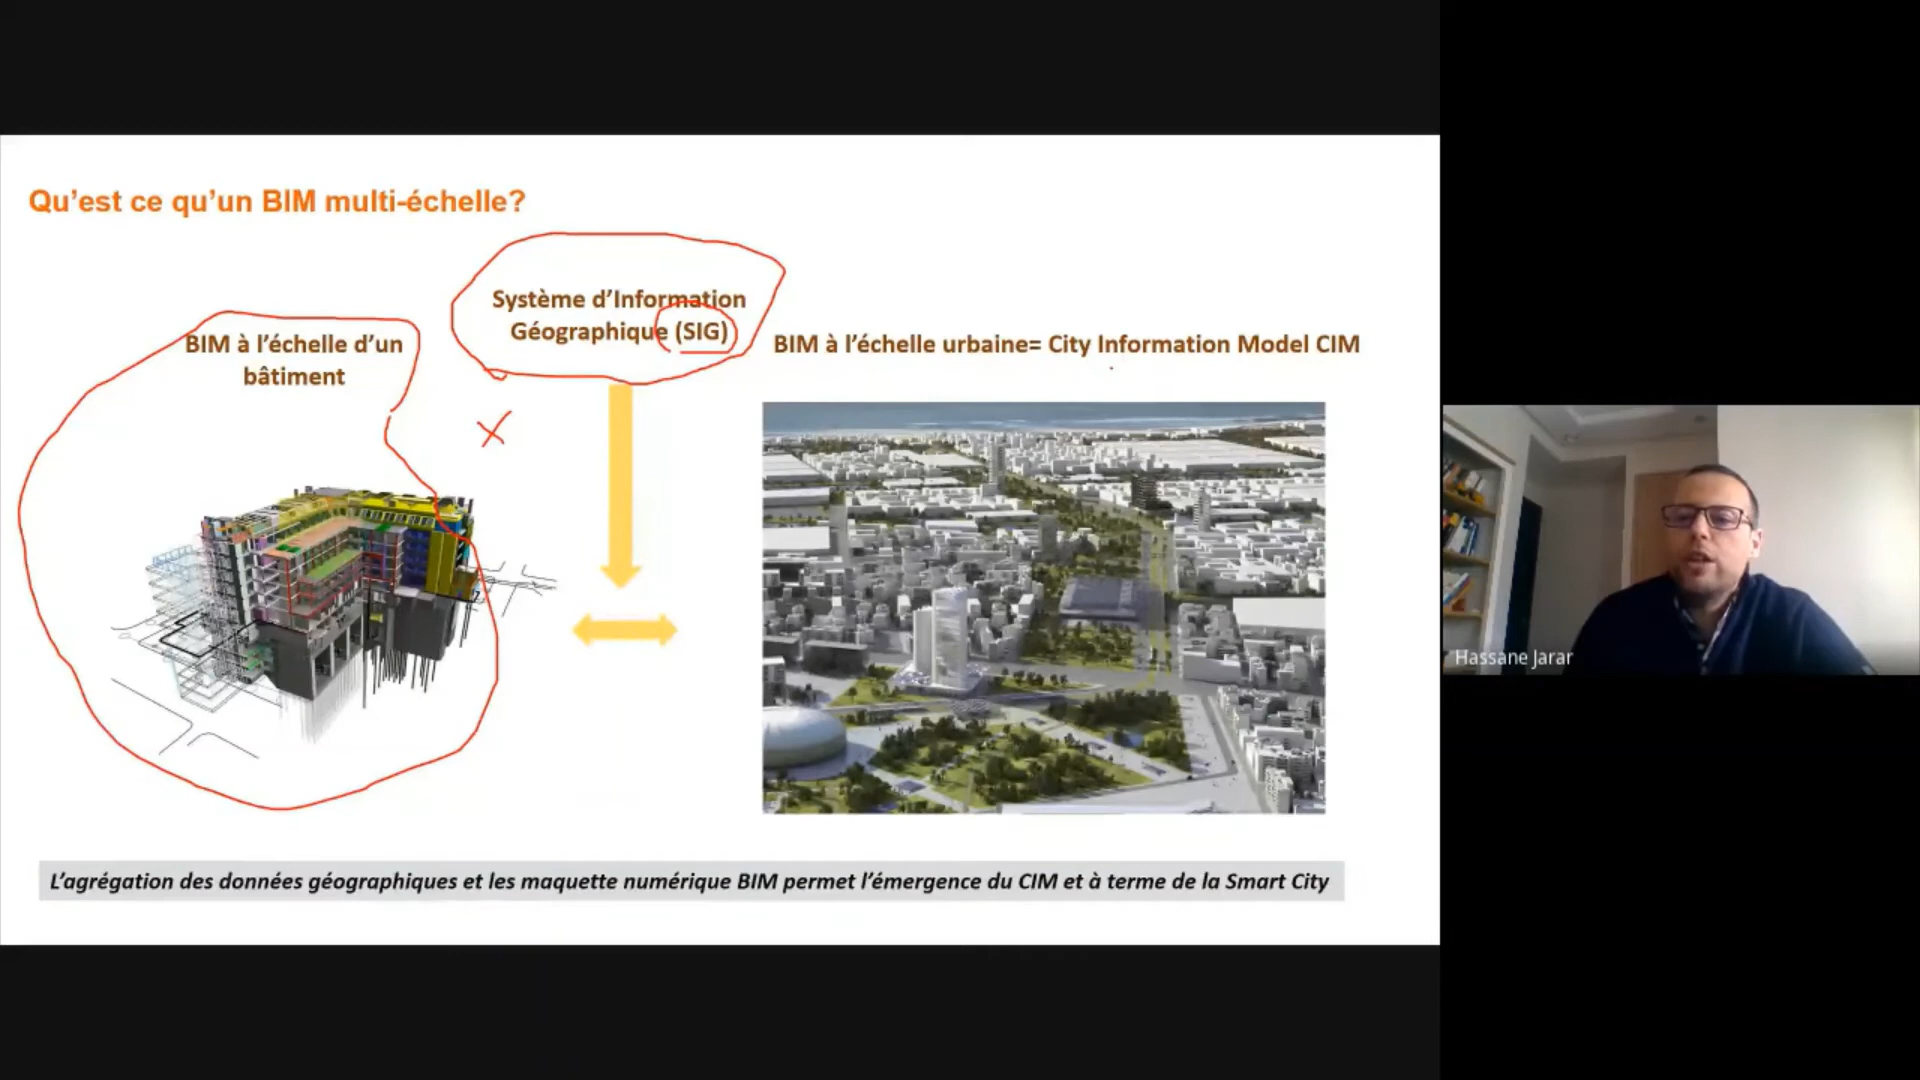 Qu’est ce qu’un BIM multi-échelle?
Système d’Information
Géographique (SIG)
BIM à l’échelle d’un
bâtiment
BIM à l’échelle urbaine= City Information Model CIM
L’agrégation des données géographiques et les maquette numérique BIM permet l’émergence du CIM et à terme de la Smart City
Hassane Jarar